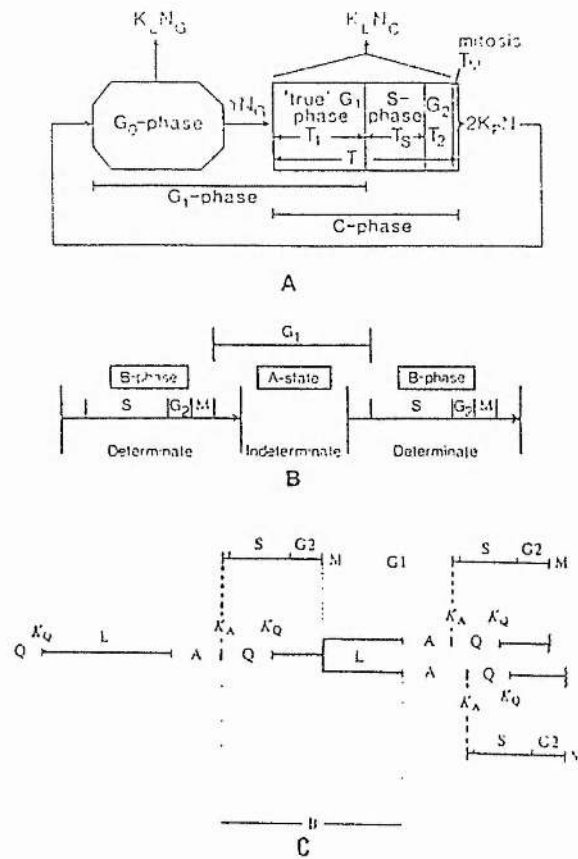 K_L N_G K_L N_C
mitosis
T_M
G_0-phase γN_G 'true' G_1 phase S-phase G_2 2K_P N
T_1 T_S T_2
T
G_1-phase
C-phase
A
G_1
B-phase A-state B-phase
S G_2 M S G_2 M
Determinate Indeterminate Determinate
B
S G2 M G1 S G2 M
K_Q L K_A K_Q K_A K_Q
Q A Q L A Q
A Q
K_A K_Q
S G2
B
C